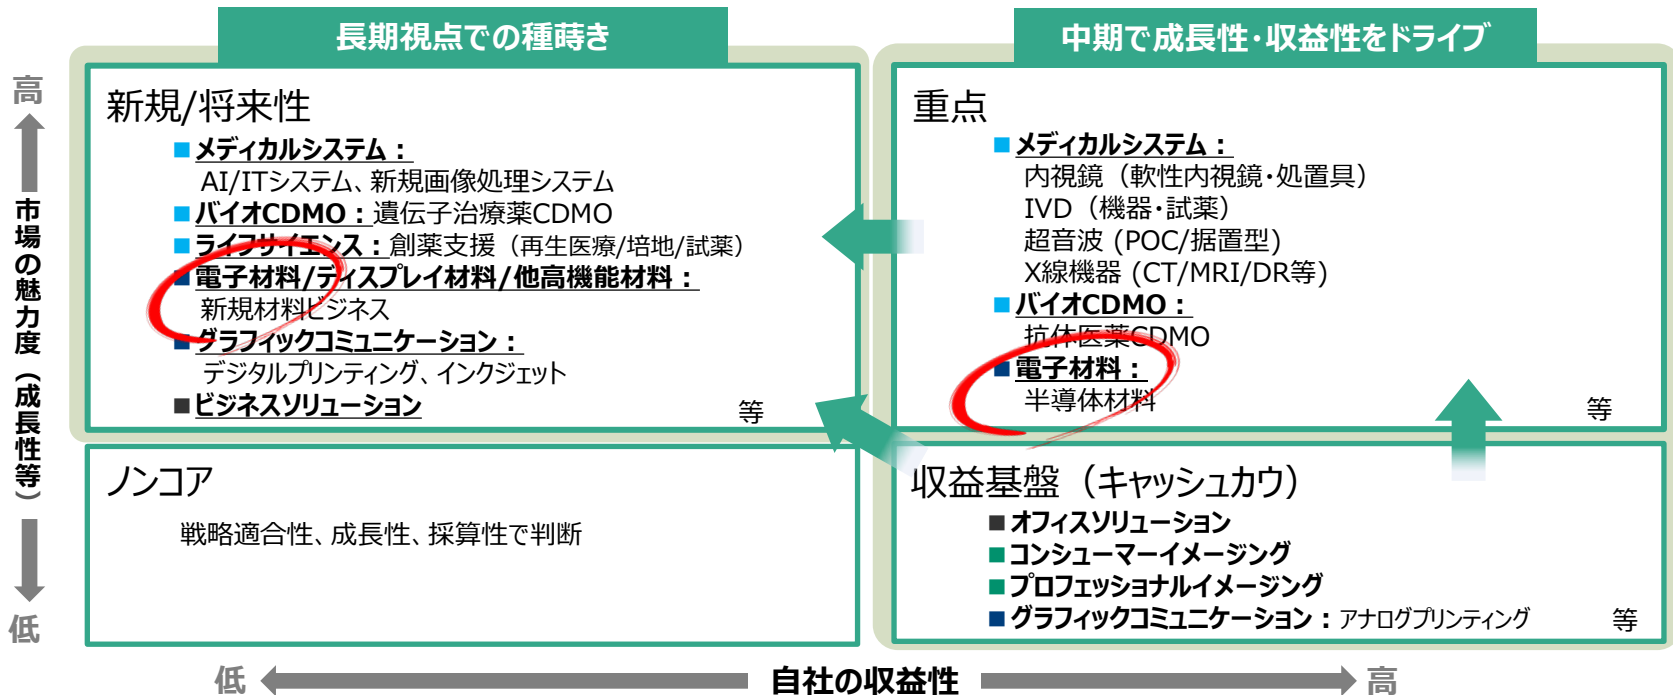 長期視点での種蒔き
中期で成長性・収益性をドライブ
高
市場の魅力度（成長性等）
低
新規/将来性
■メディカルシステム：
AI/ITシステム、新規画像処理システム
■バイオCDMO：遺伝子治療薬CDMO
■ライフサイエンス：創薬支援（再生医療/培地/試薬）
■電子材料/ディスプレイ材料/他高機能材料：
新規材料ビジネス
■グラフィックコミュニケーション：
デジタルプリンティング、インクジェット
■ビジネスソリューション
等
重点
■メディカルシステム：
内視鏡（軟性内視鏡・処置具）
IVD（機器・試薬）
超音波 (POC/据置型)
X線機器 (CT/MRI/DR等)
■バイオCDMO：
抗体医薬CDMO
■電子材料：
半導体材料
等
ノンコア
戦略適合性、成長性、採算性で判断
収益基盤（キャッシュカウ）
■オフィスソリューション
■コンシューマーイメージング
■プロフェッショナルイメージング
■グラフィックコミュニケーション：アナログプリンティング
等
低
自社の収益性
高